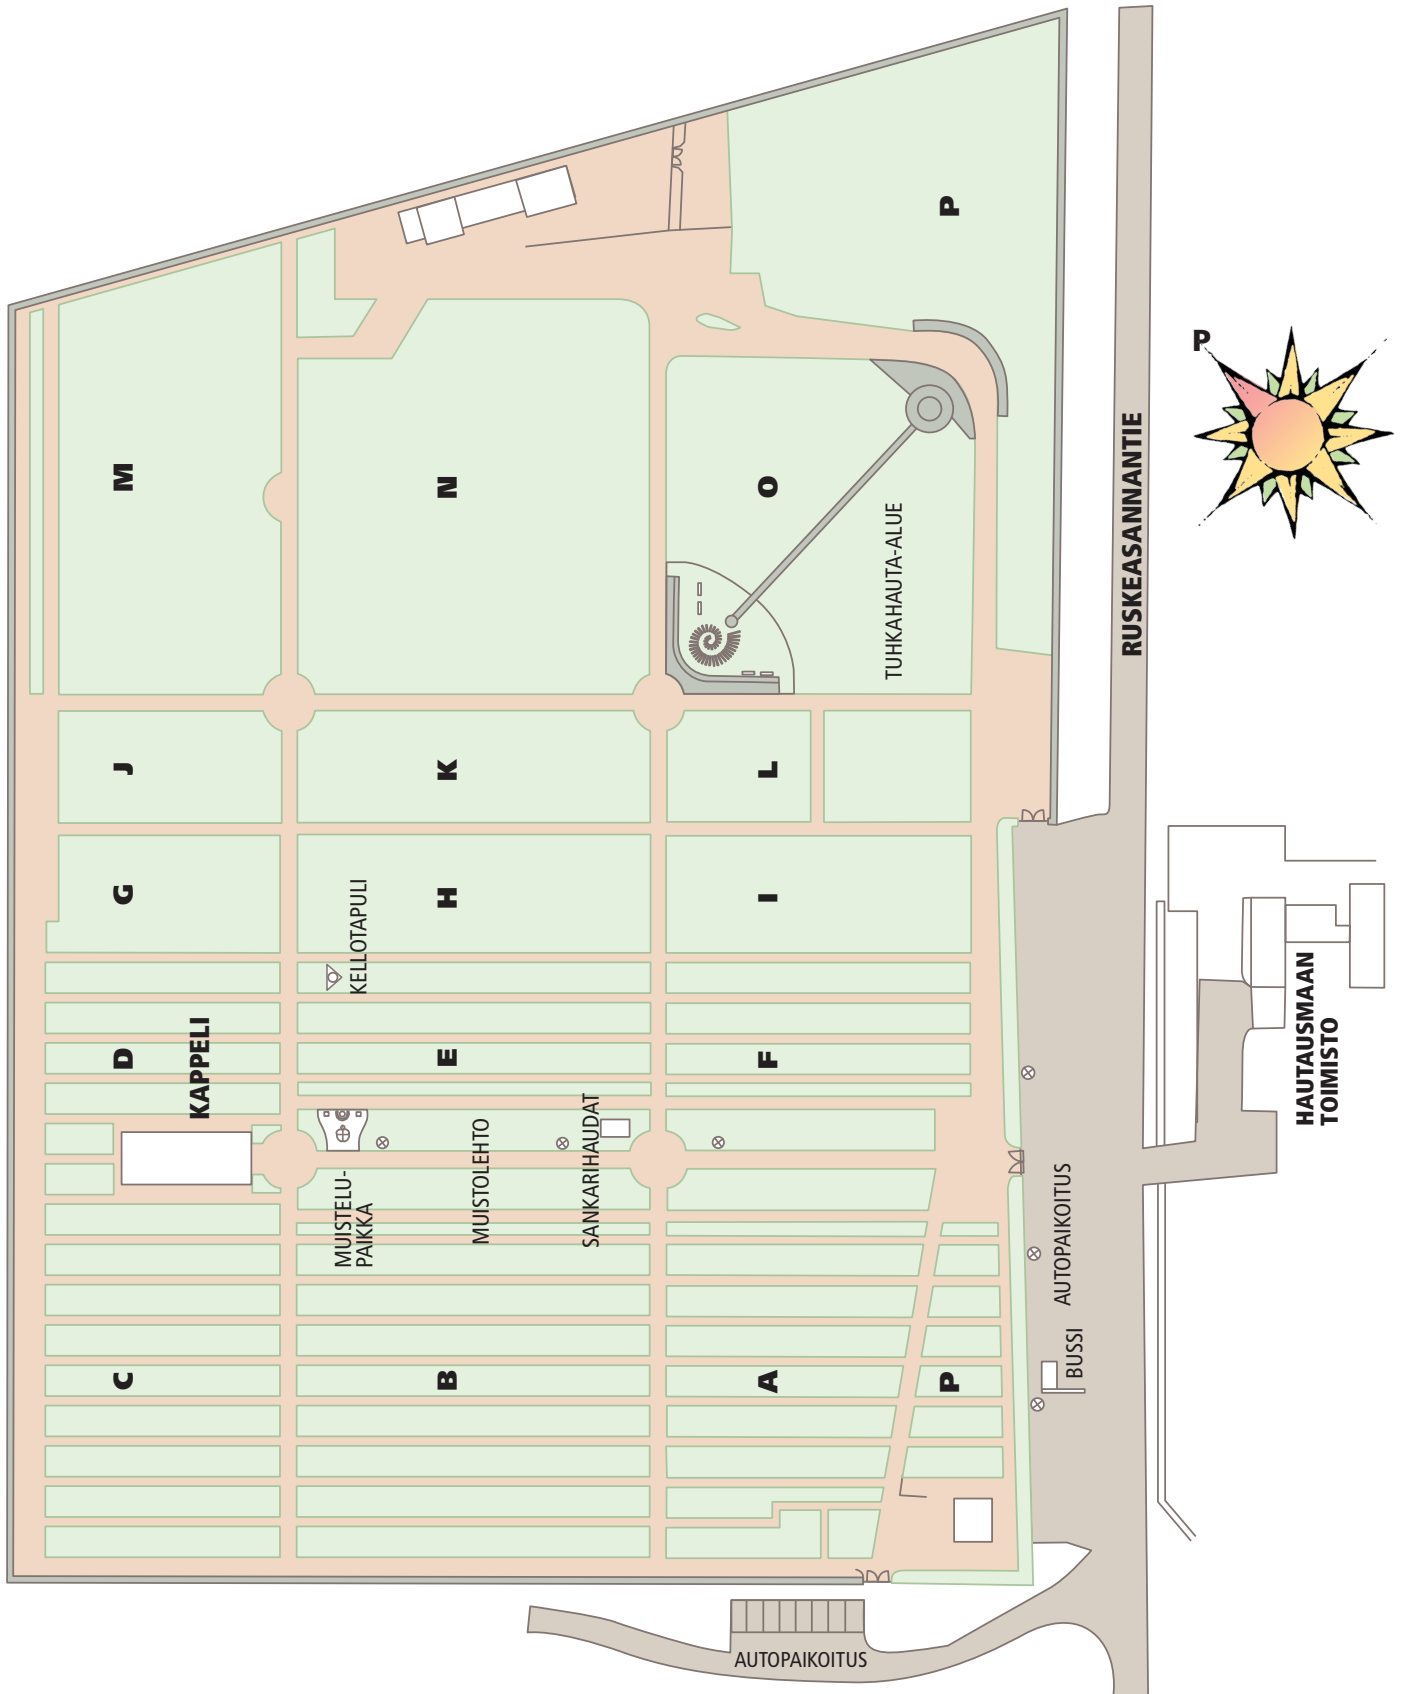 P
P
M
N
O
TUHKAHAUTA-ALUE
RUSKEASANNANTIE
J
K
L
G
H
I
KELLOTAPULI
D
KAPPELI
E
F
HAUTAUSMAAN
TOIMISTO
MUISTELU-
PAIKKA
MUISTOLEHTO
SANKARIHAUDAT
AUTOPAIKOITUS
BUSSI
C
B
A
P
AUTOPAIKOITUS